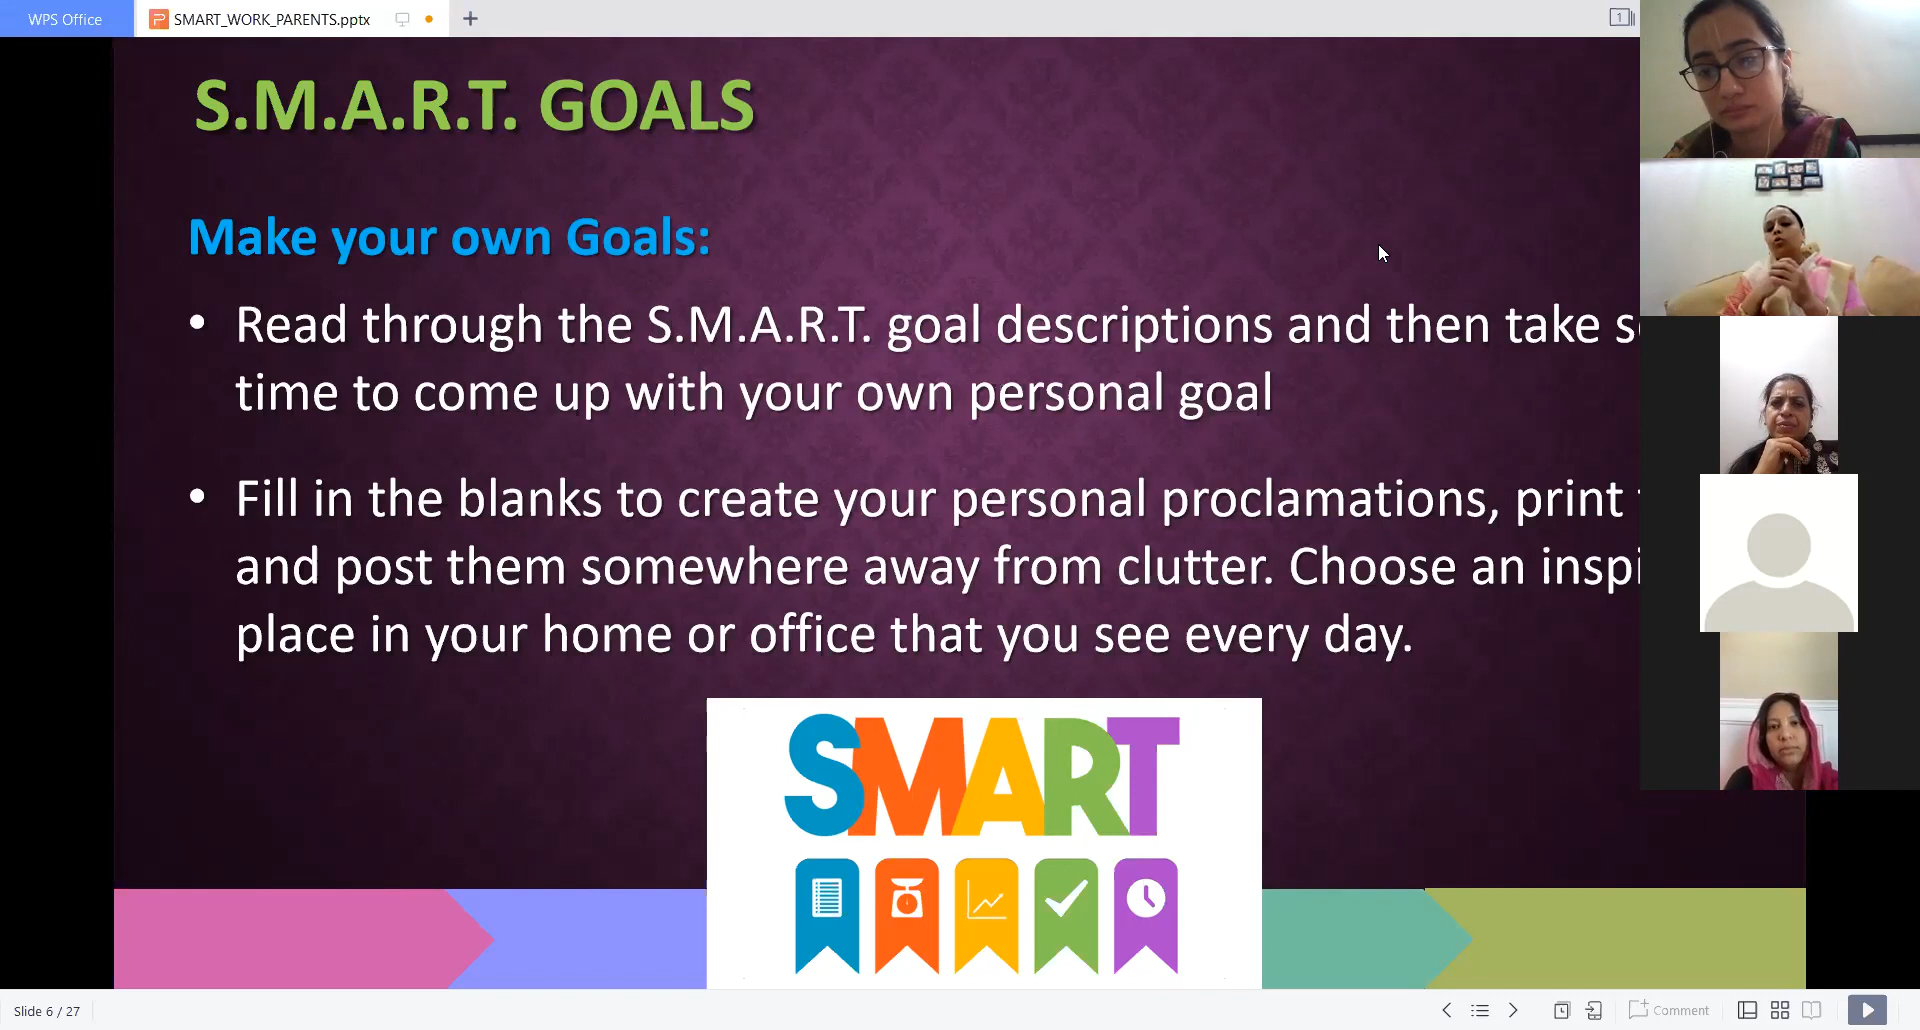 WPS Office
SMART_WORK_PARENTS.pptx
1
S.M.A.R.T. GOALS
Make your own Goals:
• Read through the S.M.A.R.T. goal descriptions and then take
time to come up with your own personal goal
• Fill in the blanks to create your personal proclamations, print
and post them somewhere away from clutter. Choose an
place in your home or office that you see every day.
SMART
Slide 6 / 27
Comment